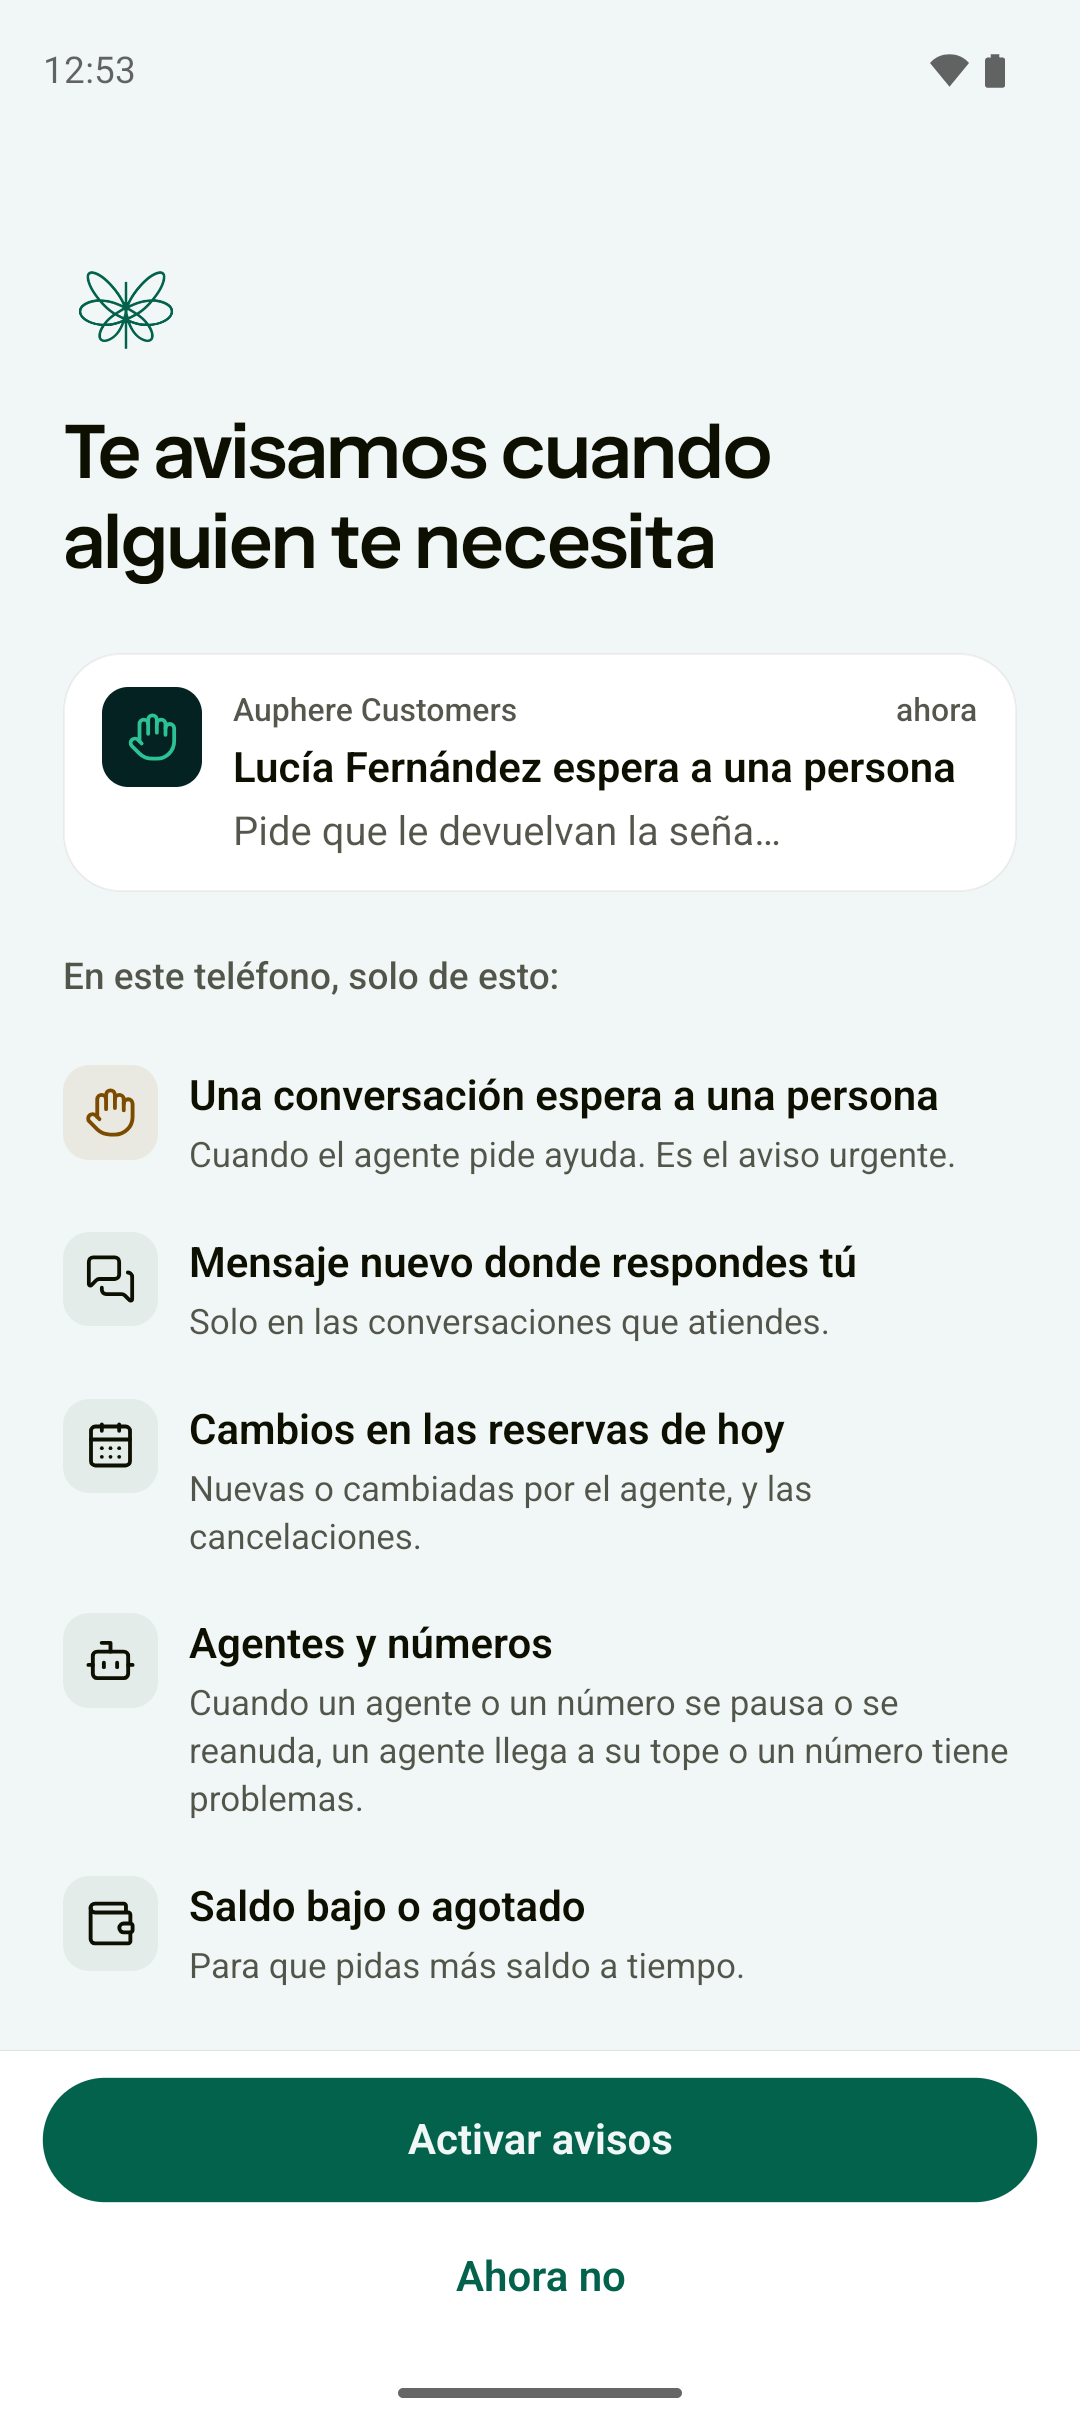 12:53
Te avisamos cuando
alguien te necesita
Auphere Customers
ahora
Lucía Fernández espera a una persona
Pide que le devuelvan la seña...
En este teléfono, solo de esto:
Una conversación espera a una persona
Cuando el agente pide ayuda. Es el aviso urgente.
Mensaje nuevo donde respondes tú
Solo en las conversaciones que atiendes.
Cambios en las reservas de hoy
Nuevas o cambiadas por el agente, y las
cancelaciones.
Agentes y números
Cuando un agente o un número se pausa o se
reanuda, un agente llega a su tope o un número tiene
problemas.
Saldo bajo o agotado
Para que pidas más saldo a tiempo.
Activar avisos
Ahora no